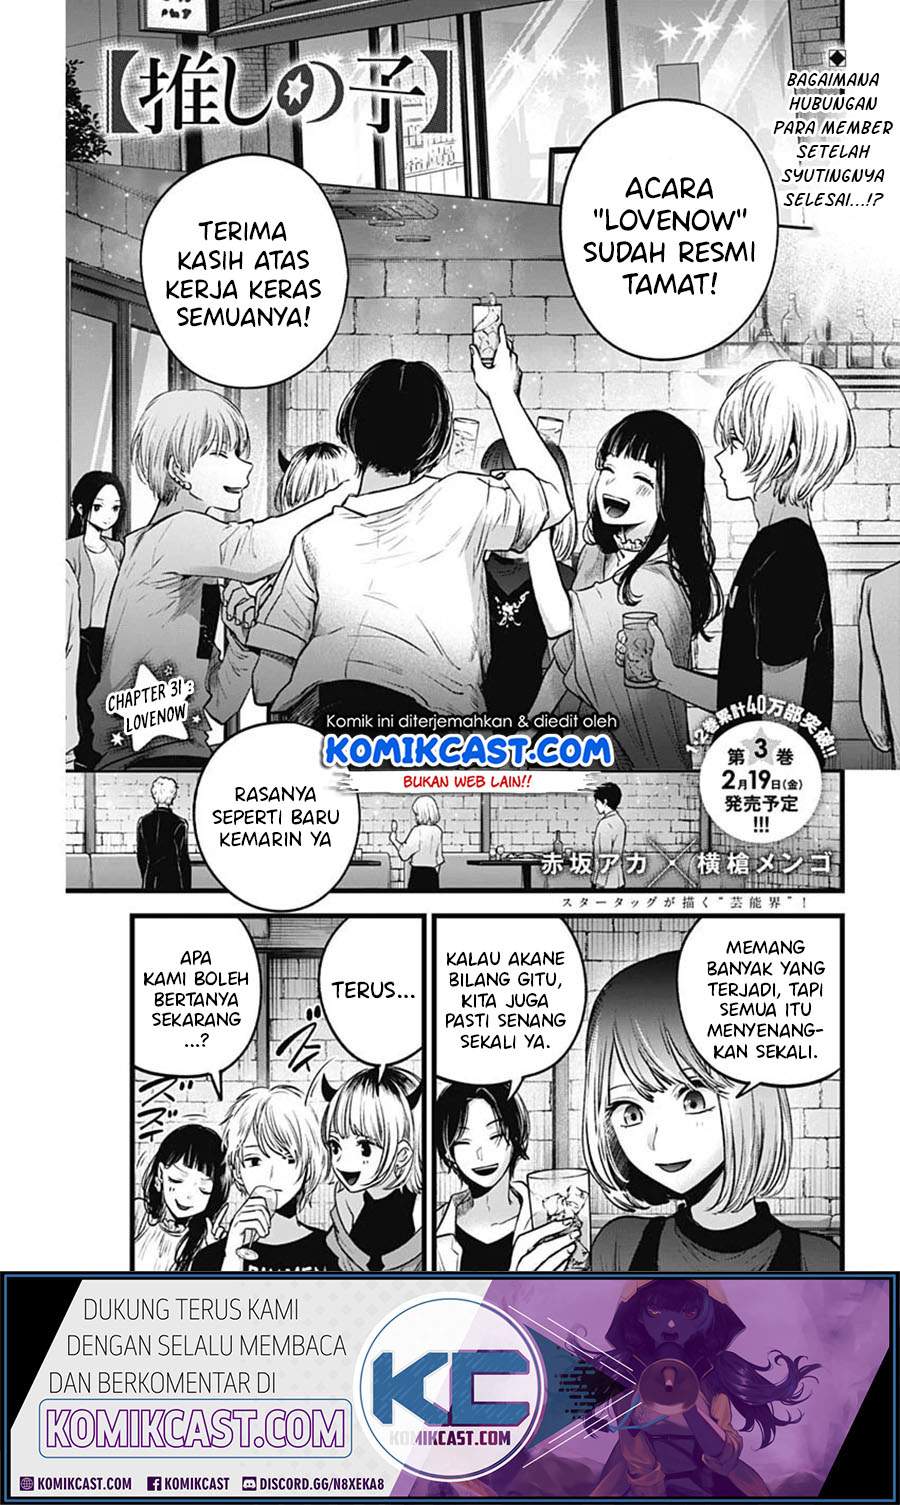 【推しの子】
BAGAIMANA
HUBUNGAN
PARA MEMBER
SETELAH
SYUTINGNYA
SELESAI...!?
ACARA
"LOVENOW"
SUDAH RESMI
TAMAT!
TERIMA
KASIH ATAS
KERJA KERAS
SEMUANYA!
CHAPTER 31 :
LOVENOW
Komik ini diterjemahkan & diedit oleh
KOMIKCAST.COM
BUKAN WEB LAIN!!
1、2巻累計40万部突破!!
第3巻
2月19日(金)
発売予定
!!!
RASANYA
SEPERTI BARU
KEMARIN YA
赤坂アカ×横槍メンゴ
スタータッグが描く“芸能界”！
MEMANG
BANYAK YANG
TERJADI, TAPI
SEMUA ITU
MENYENANG-
KAN SEKALI.
KALAU AKANE
BILANG GITU,
KITA JUGA
PASTI SENANG
SEKALI YA.
TERUS...
APA
KAMI BOLEH
BERTANYA
SEKARANG
...?
DUKUNG TERUS KAMI
DENGAN SELALU MEMBACA
DAN BERKOMENTAR DI
KOMIKCAST.COM
KC
KOMIKCAST.COM
KOMIKCAST.COM
KOMIKCAST
DISCORD.GG/N8XEKA8